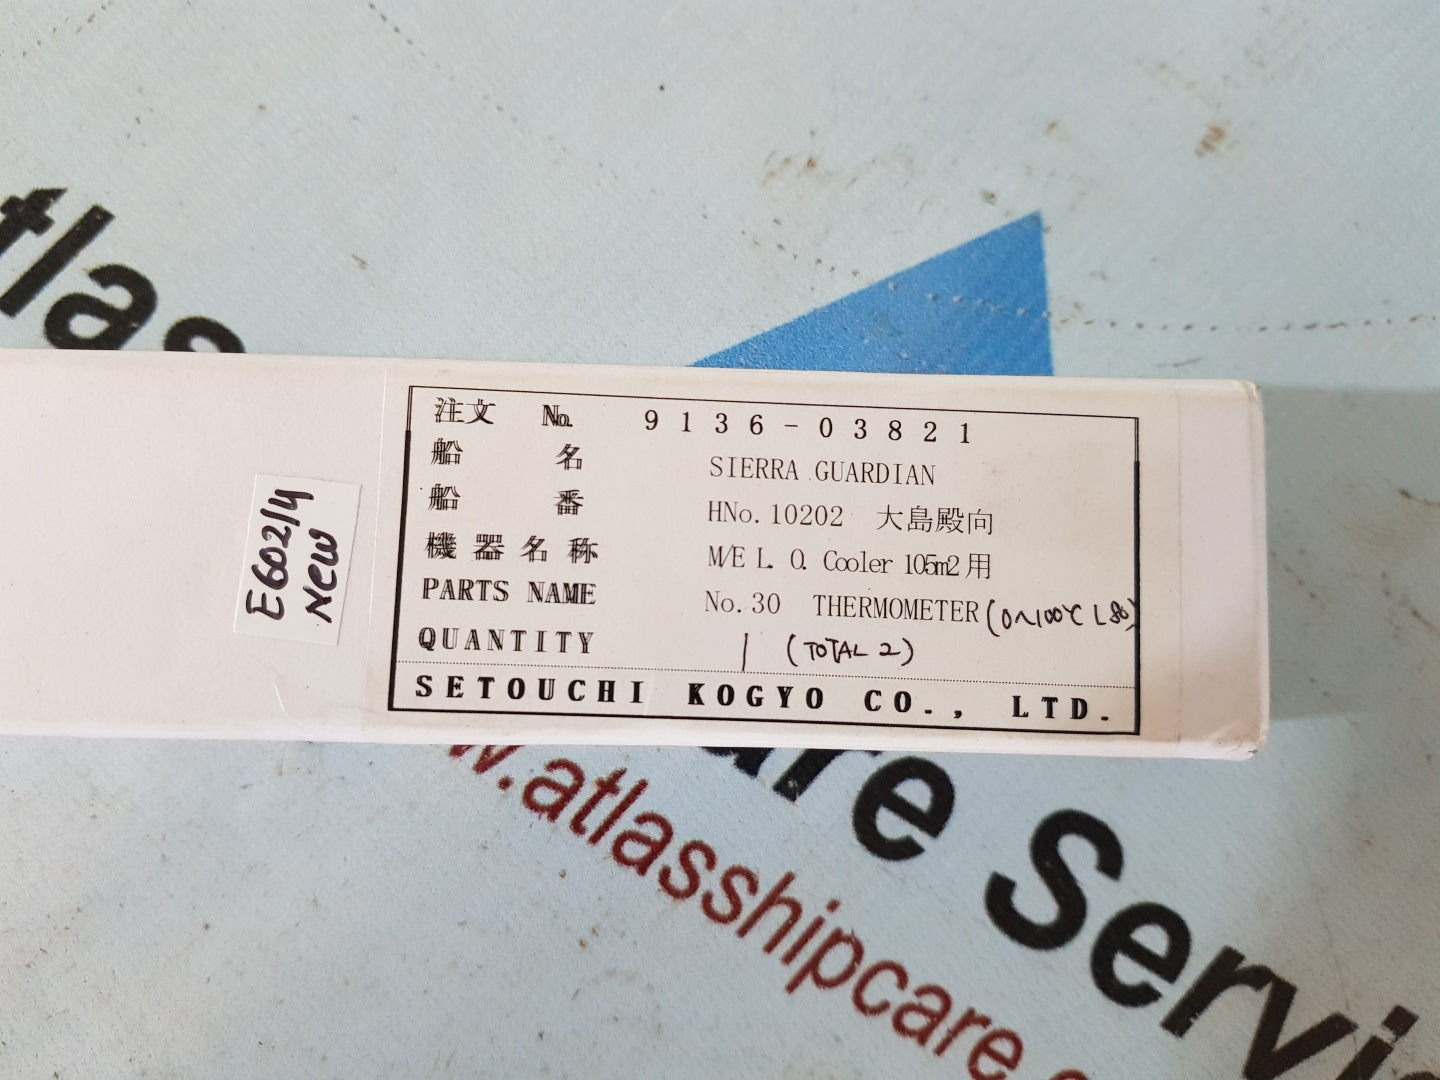 atlas
注文 No. 9136-03821
船名 SIERRA GUARDIAN
船番 HNo.10202 大島殿向
機器名称 M/E L. O. Cooler 105m2用
PARTS NAME No.30 THERMOMETER (0~100℃ L80)
QUANTITY 1 (TOTAL 2)
SETOUCHI KOGYO CO., LTD.
E602/4
NEW
are Servi
w.atlasshipcare.